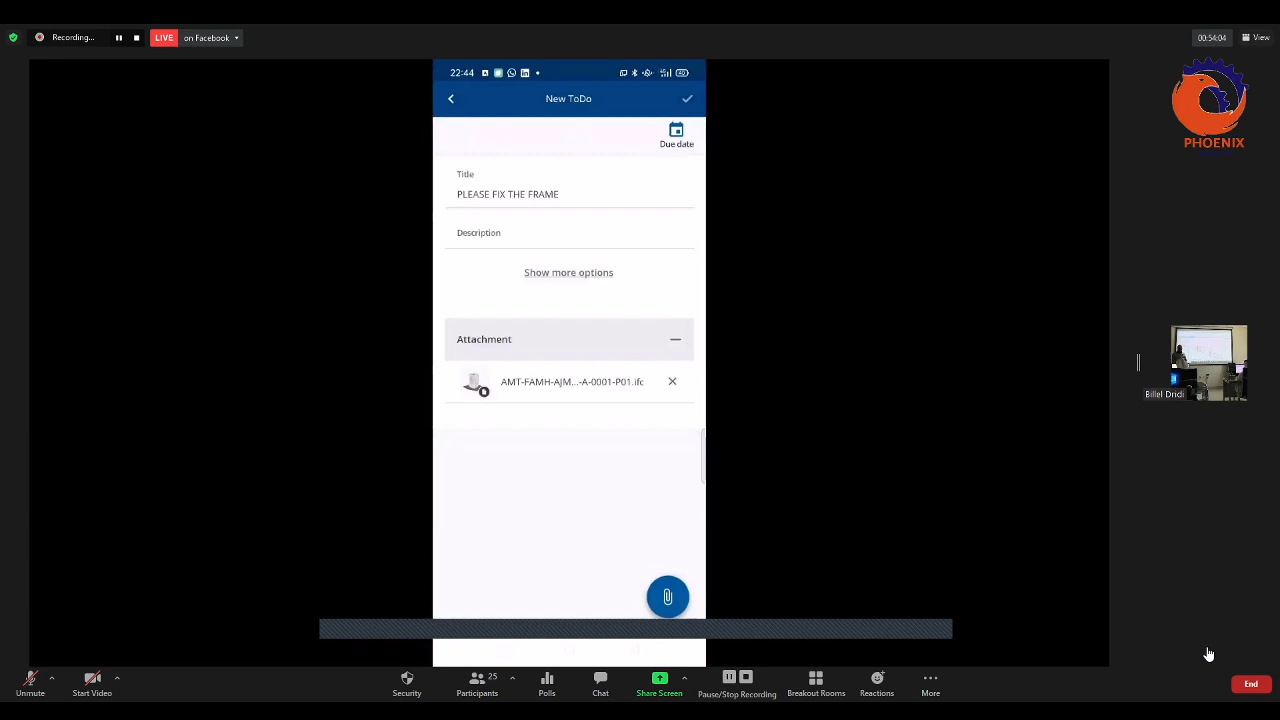 Recording...
LIVE on Facebook
00:54:04
View
22:44
40
New ToDo
Due date
PHOENIX
Title
PLEASE FIX THE FRAME
Description
Show more options
Attachment
AMT-FAMH-AJM...-A-0001-P01.ifc
Billel Dridi
Unmute
Start Video
Security
Participants 25
Polls
Chat
Share Screen
Pause/Stop Recording
Breakout Rooms
Reactions
More
End